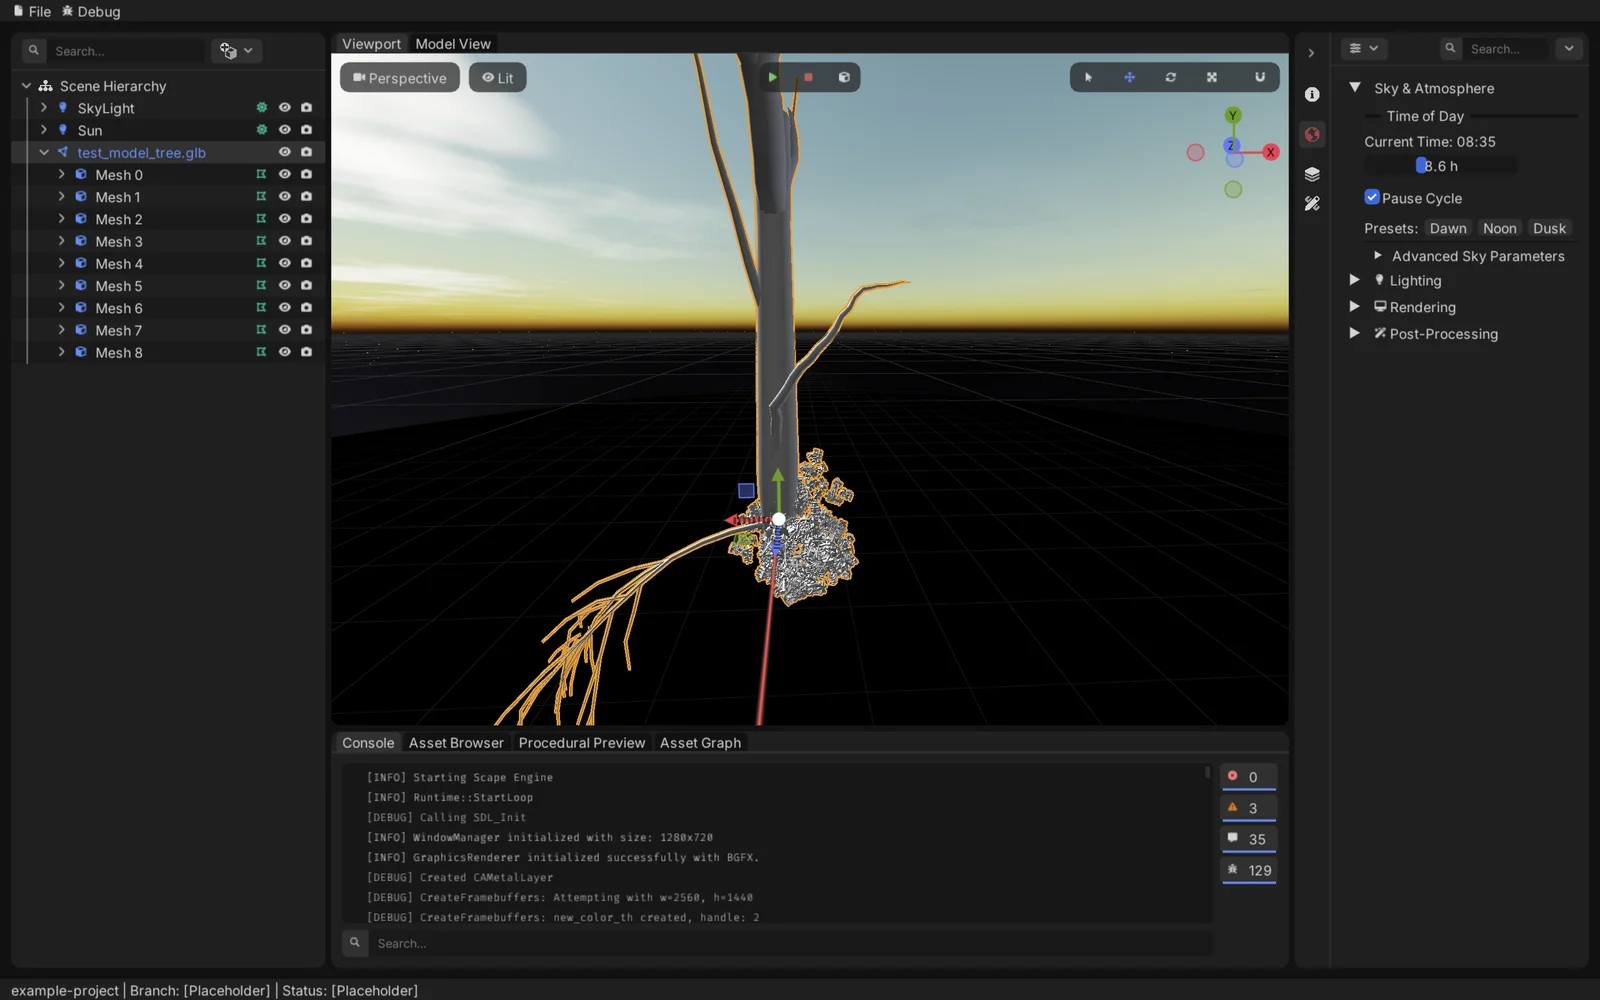 File Debug
Search...
Scene Hierarchy
SkyLight
Sun
test_model_tree.glb
Mesh 0
Mesh 1
Mesh 2
Mesh 3
Mesh 4
Mesh 5
Mesh 6
Mesh 7
Mesh 8
Viewport Model View
Perspective Lit
Y
Z X
Console Asset Browser Procedural Preview Asset Graph
[INFO] Starting Scape Engine
[INFO] Runtime::StartLoop
[DEBUG] Calling SDL_Init
[INFO] WindowManager initialized with size: 1280x720
[INFO] GraphicsRenderer initialized successfully with BGFX.
[DEBUG] Created CAMetalLayer
[DEBUG] CreateFramebuffers: Attempting with w=2560, h=1440
[DEBUG] CreateFramebuffers: new_color_th created, handle: 2
0
3
35
129
Search...
Search...
Sky & Atmosphere
Time of Day
Current Time: 08:35
8.6 h
Pause Cycle
Presets: Dawn Noon Dusk
Advanced Sky Parameters
Lighting
Rendering
Post-Processing
example-project | Branch: [Placeholder] | Status: [Placeholder]